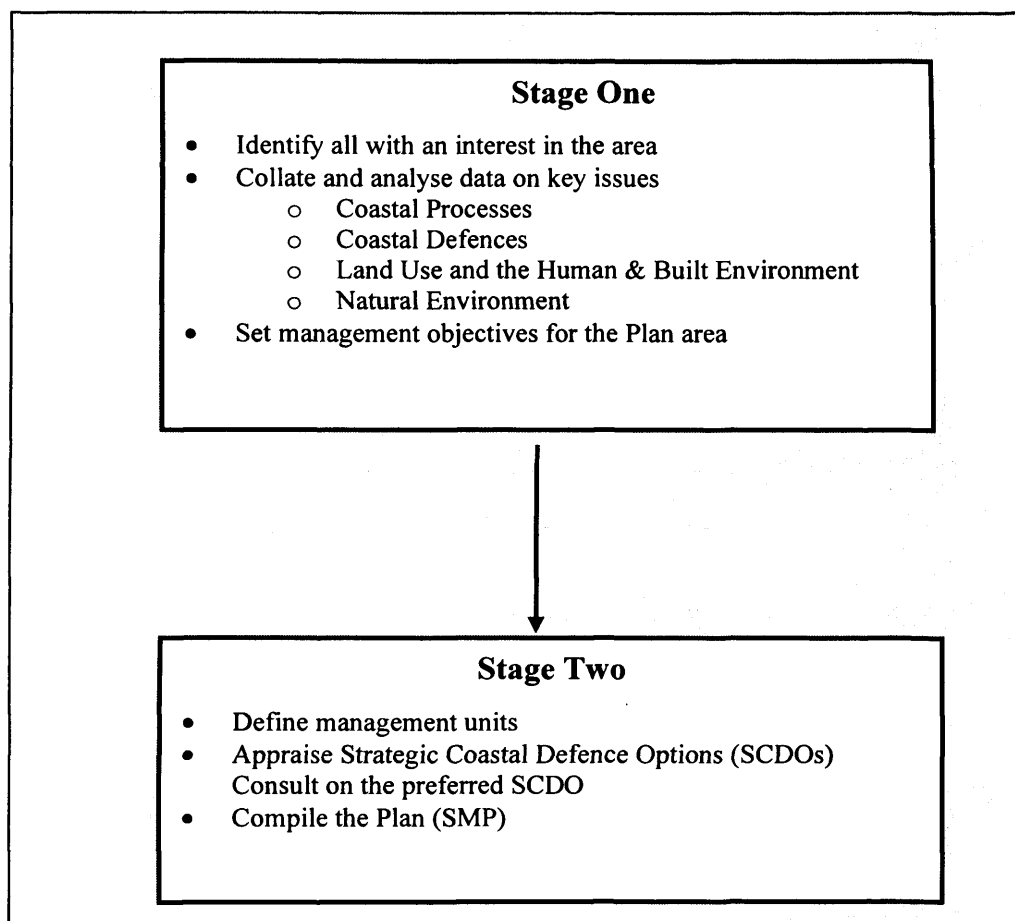 Stage One
• Identify all with an interest in the area
• Collate and analyse data on key issues
o Coastal Processes
o Coastal Defences
o Land Use and the Human & Built Environment
o Natural Environment
• Set management objectives for the Plan area
Stage Two
• Define management units
• Appraise Strategic Coastal Defence Options (SCDOs)
Consult on the preferred SCDO
• Compile the Plan (SMP)